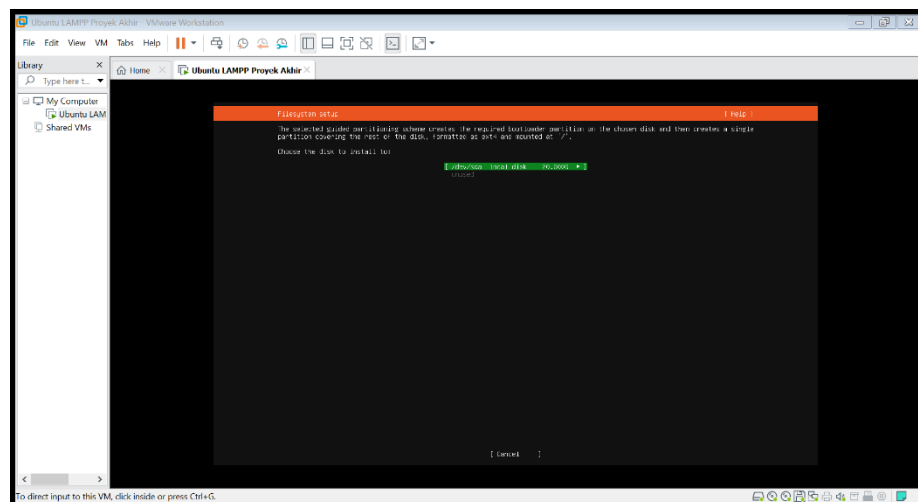 Ubuntu LAMPP Proyek Akhir - VMware Workstation
File Edit View VM Tabs Help
Library
Type here t...
Home
Ubuntu LAMPP Proyek Akhir
My Computer
Ubuntu LAM
Shared VMs
Filesystem setup [ Help ]
The selected guided partitioning scheme creates the required bootloader partition on the chosen disk and then creates a single
partition covering the rest of the disk, formatted as ext4 and mounted at '/'.
Choose the disk to install to:
[ /dev/sda local disk 20.000G ▸ ]
unused
[ Cancel ]
To direct input to this VM, click inside or press Ctrl+G.